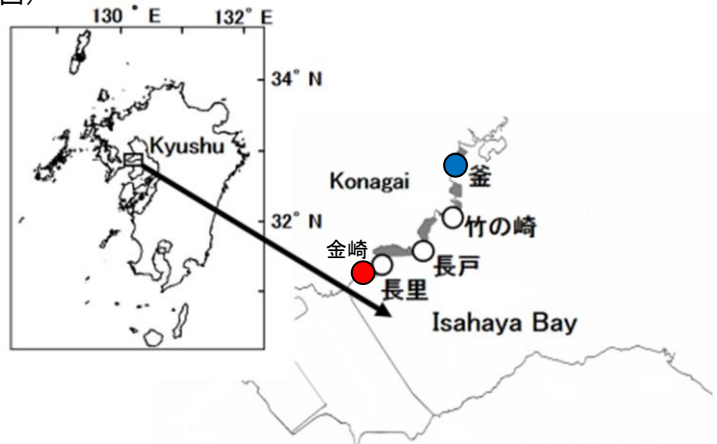 図）
130 ° E
132° E
34° N
Kyushu
32° N
Konagai
釜
竹の崎
長戸
金崎
長里
Isahaya Bay